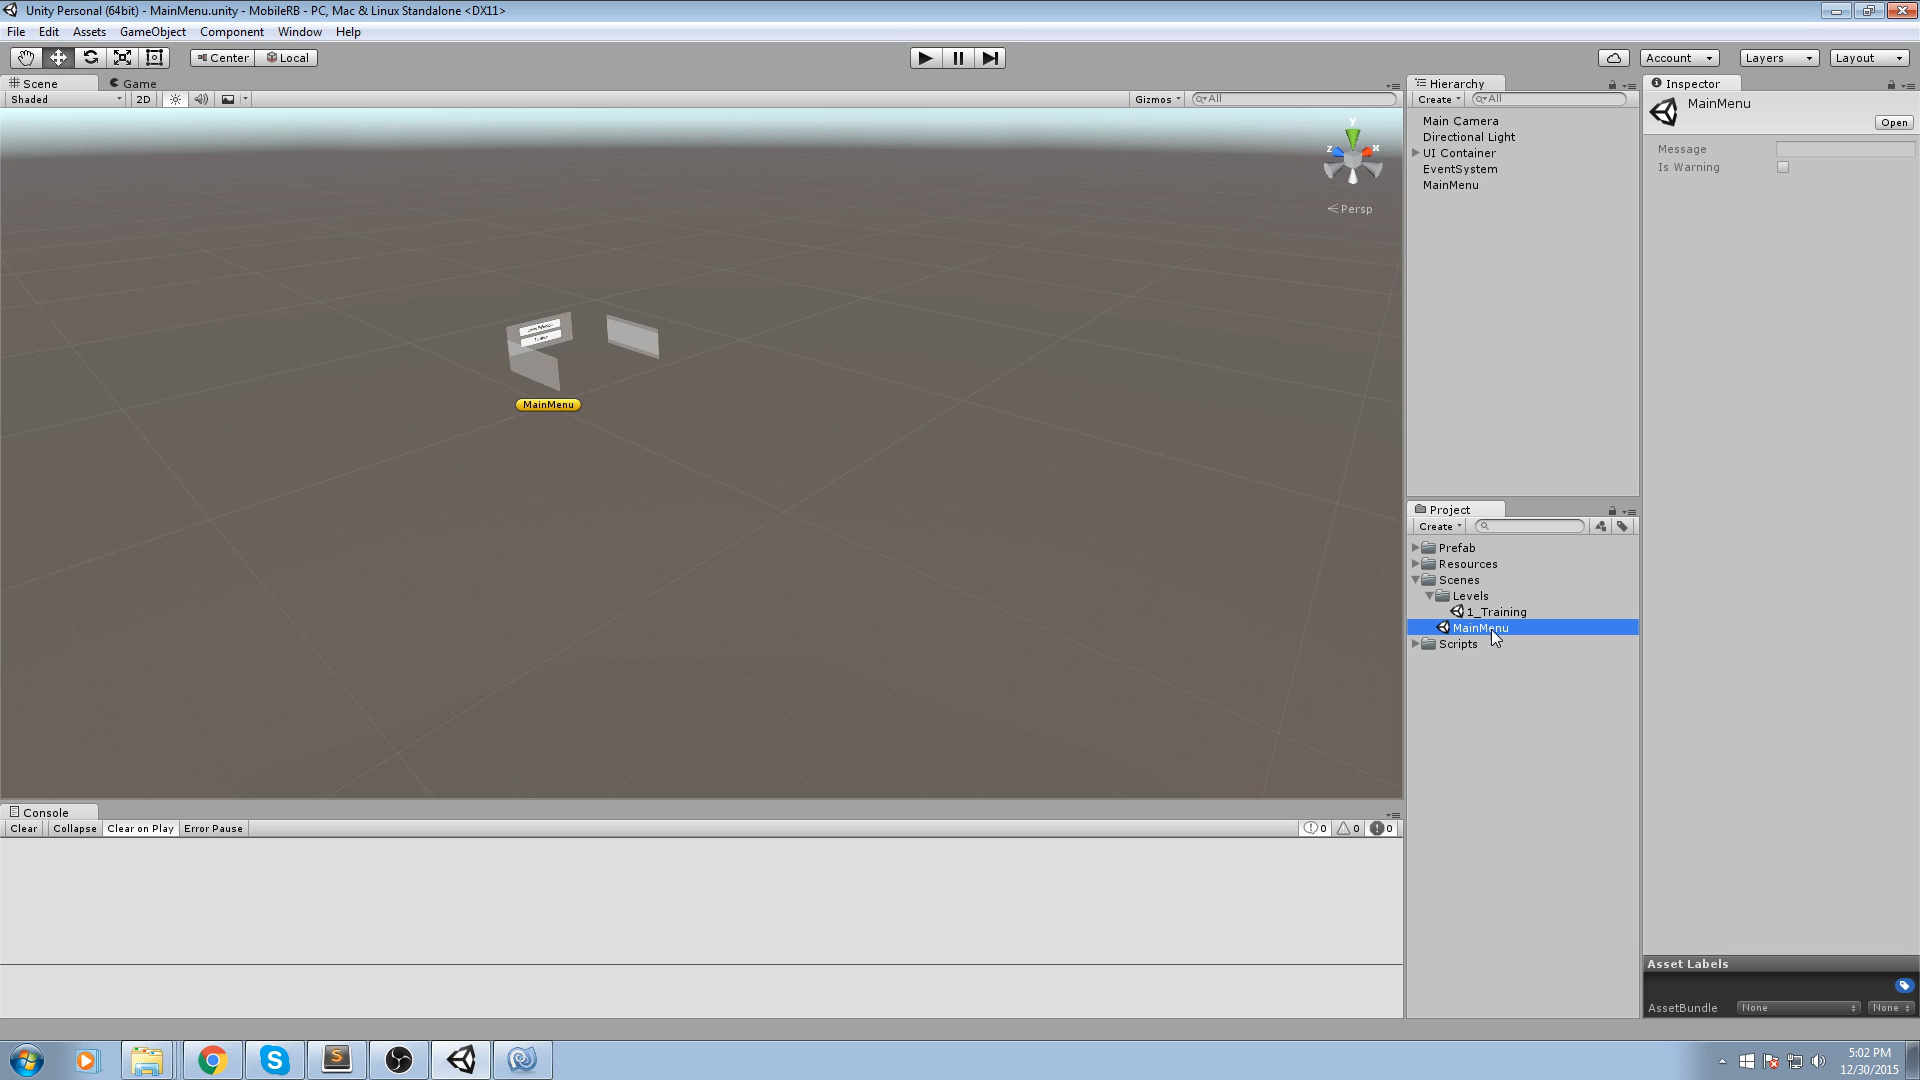 Unity Personal (64bit) - MainMenu.unity - MobileRB - PC, Mac & Linux Standalone <DX11>
File Edit Assets GameObject Component Window Help
Center Local Account Layers Layout
Scene Game
Shaded 2D Gizmos All
y
z x
Persp
MainMenu
Hierarchy
Create All
Main Camera
Directional Light
UI Container
EventSystem
MainMenu
Project
Create
Prefab
Resources
Scenes
Levels
1_Training
MainMenu
Scripts
Inspector
MainMenu
Open
Message
Is Warning
Asset Labels
AssetBundle None None
Console
Clear Collapse Clear on Play Error Pause 0 0 0
5:02 PM
12/30/2015